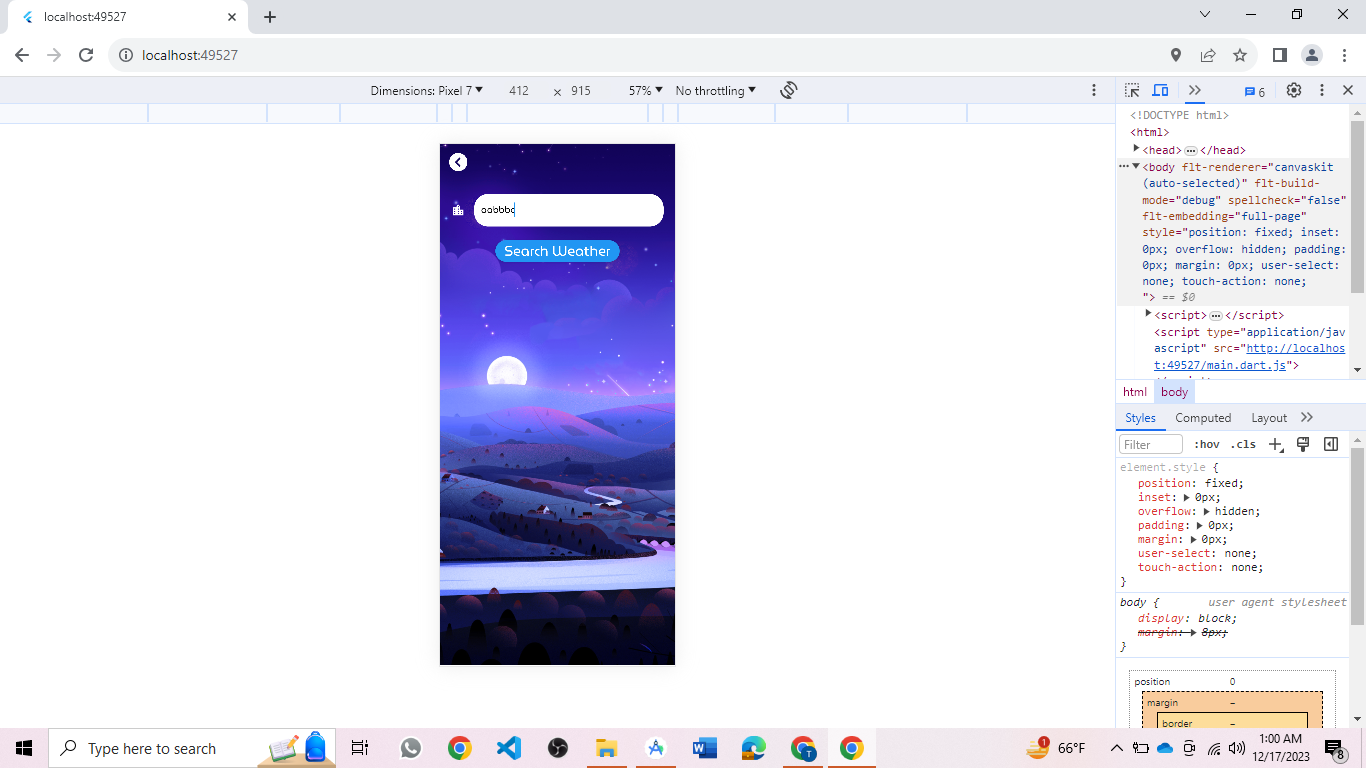 localhost:49527
localhost:49527
Dimensions: Pixel 7 412 × 915 57% No throttling
6
<!DOCTYPE html>
<html>
<head> </head>
<body flt-renderer="canvaskit
(auto-selected)" flt-build-
mode="debug" spellcheck="false"
flt-embedding="full-page"
style="position: fixed; inset:
0px; overflow: hidden; padding:
0px; margin: 0px; user-select:
none; touch-action: none;
"> == $0
<script> </script>
<script type="application/jav
ascript" src="http://localhos
t:49527/main.dart.js">
html body
Styles Computed Layout
Filter :hov .cls
element.style {
position: fixed;
inset: 0px;
overflow: hidden;
padding: 0px;
margin: 0px;
user-select: none;
touch-action: none;
}
body { user agent stylesheet
display: block;
margin: 8px;
}
position 0
margin –
border –
Search Weather
Type here to search
W
T
1
66°F
1:00 AM
12/17/2023
8